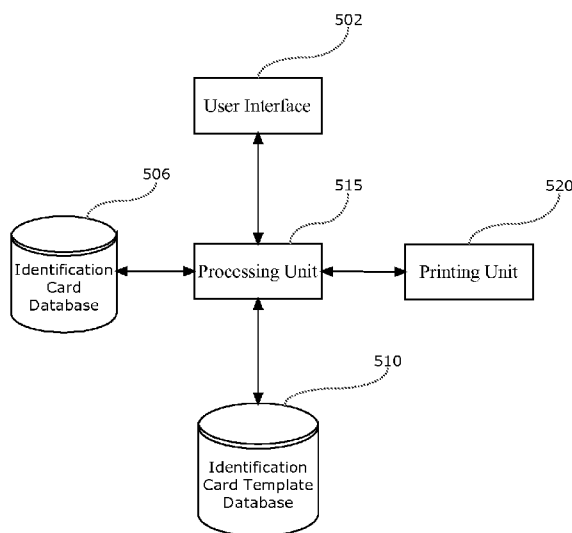 502
User Interface
506
515
520
Identification
Card
Database
Processing Unit
Printing Unit
510
Identification
Card Template
Database